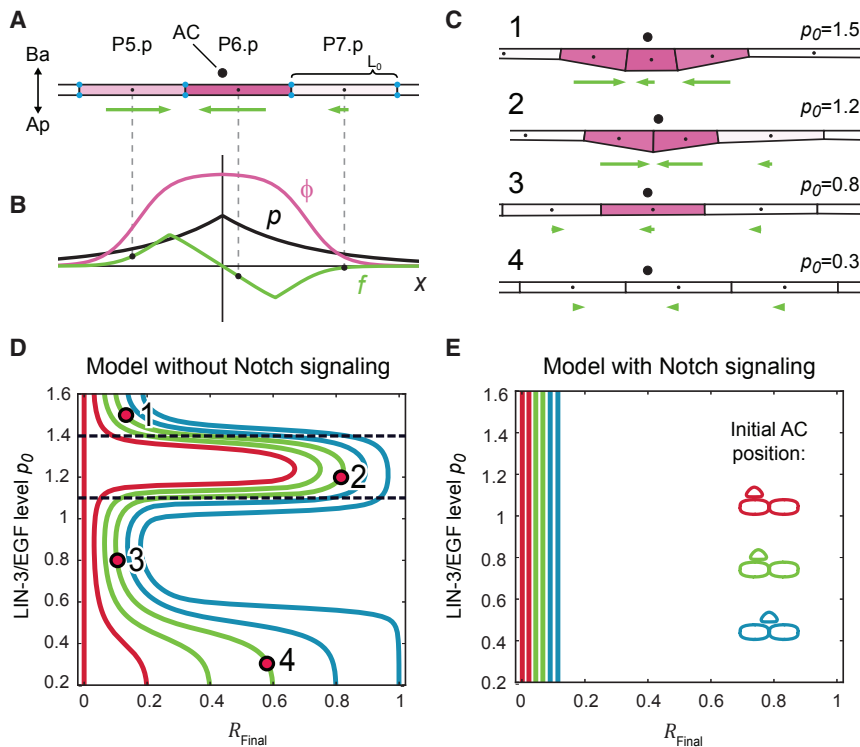 A
AC
P5.p P6.p P7.p
L0
Ba
Ap
B
ϕ
p
f
x
C
1 p0=1.5
2 p0=1.2
3 p0=0.8
4 p0=0.3
D Model without Notch signaling
LIN-3/EGF level p0
1.6
1.4
1.2
1
0.8
0.6
0.4
0.2
1
2
3
4
0 0.2 0.4 0.6 0.8 1
RFinal
E Model with Notch signaling
LIN-3/EGF level p0
1.6
1.4
1.2
1
0.8
0.6
0.4
0.2
Initial AC
position:
0 0.2 0.4 0.6 0.8 1
RFinal